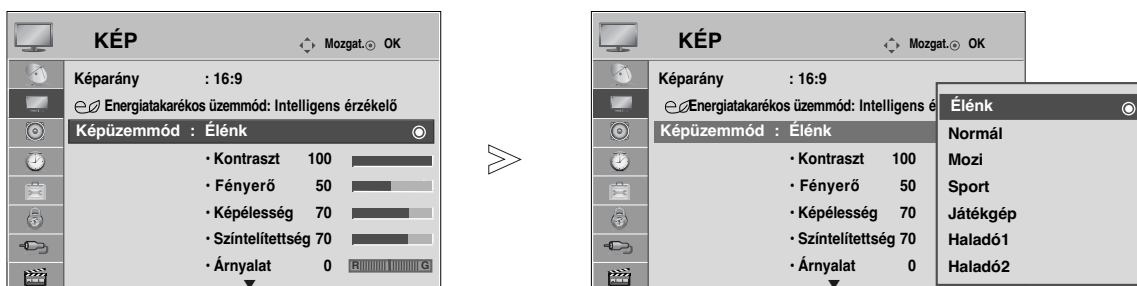 KÉP
Mozgat. OK
Képarány : 16:9
Energiatakarékos üzemmód: Intelligens érzékelő
Képüzemmód : Élénk
· Kontraszt 100
· Fényerő 50
· Képélesség 70
· Színtelítettség 70
· Árnyalat 0 R G
KÉP
Mozgat. OK
Képarány : 16:9
Energiatakarékos üzemmód: Intelligens é
Képüzemmód : Élénk
· Kontraszt 100
· Fényerő 50
· Képélesség 70
· Színtelítettség 70
· Árnyalat 0
Élénk
Normál
Mozi
Sport
Játékgép
Haladó1
Haladó2